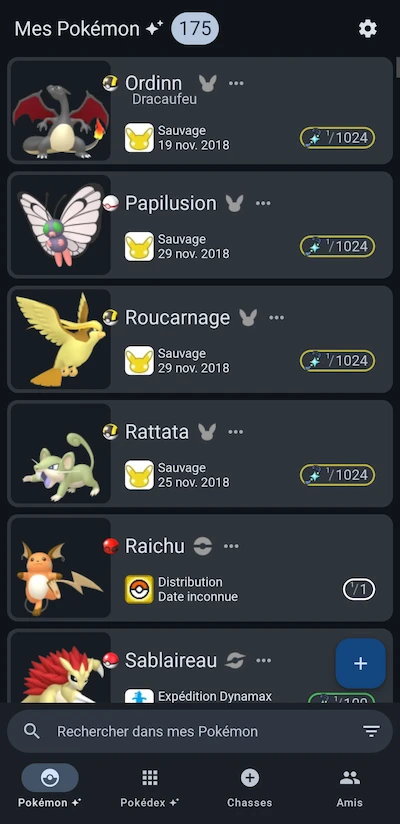 Mes Pokémon 175
Ordinn
Dracaufeu
Sauvage
19 nov. 2018
1/1024
Papilusion
Sauvage
29 nov. 2018
1/1024
Roucarnage
Sauvage
29 nov. 2018
1/1024
Rattata
Sauvage
25 nov. 2018
1/1024
Raichu
Distribution
Date inconnue
1/1
Sablaireau
Expédition Dynamax
Rechercher dans mes Pokémon
Pokémon Pokédex Chasses Amis